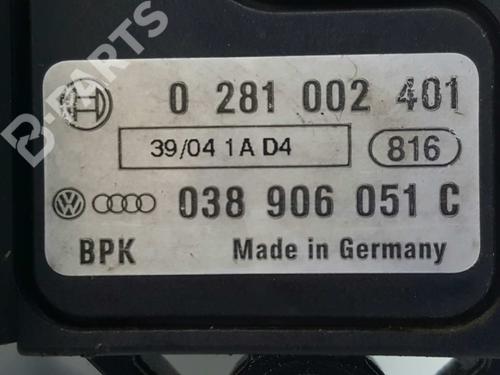 B-PARTS
0 281 002 401
39/04 1A D4
816
038 906 051 C
BPK Made in Germany